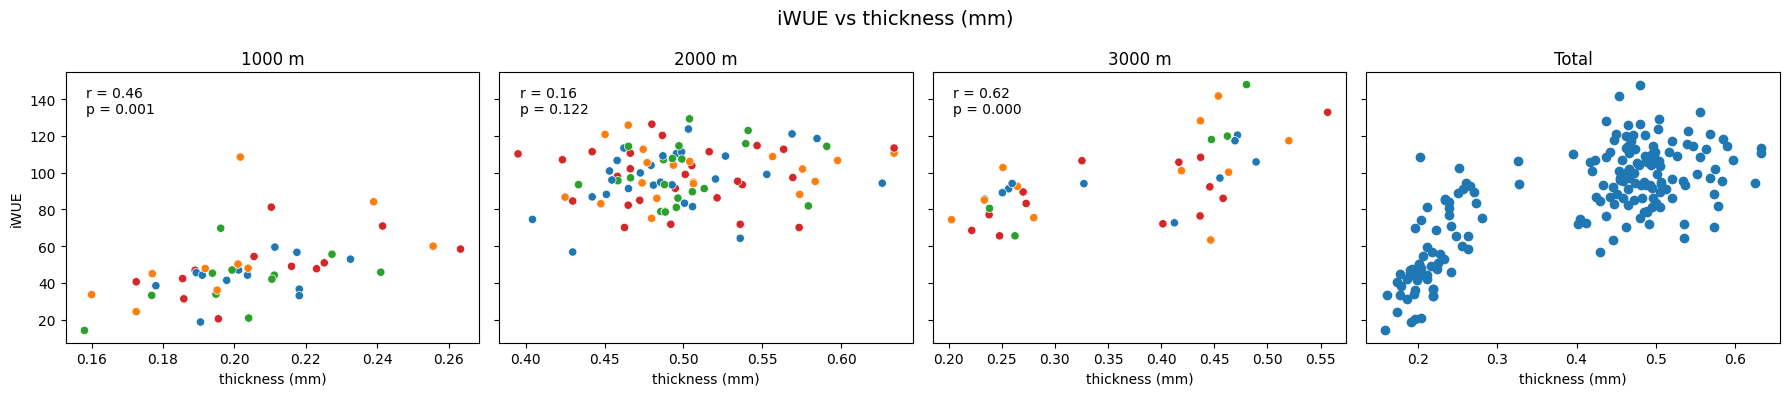 iWUE vs thickness (mm)
1000 m
2000 m
3000 m
Total
r = 0.46
p = 0.001
r = 0.16
p = 0.122
r = 0.62
p = 0.000
iWUE
140
120
100
80
60
40
20
0.16 0.18 0.20 0.22 0.24 0.26
0.40 0.45 0.50 0.55 0.60
0.20 0.25 0.30 0.35 0.40 0.45 0.50 0.55
0.2 0.3 0.4 0.5 0.6
thickness (mm)
thickness (mm)
thickness (mm)
thickness (mm)